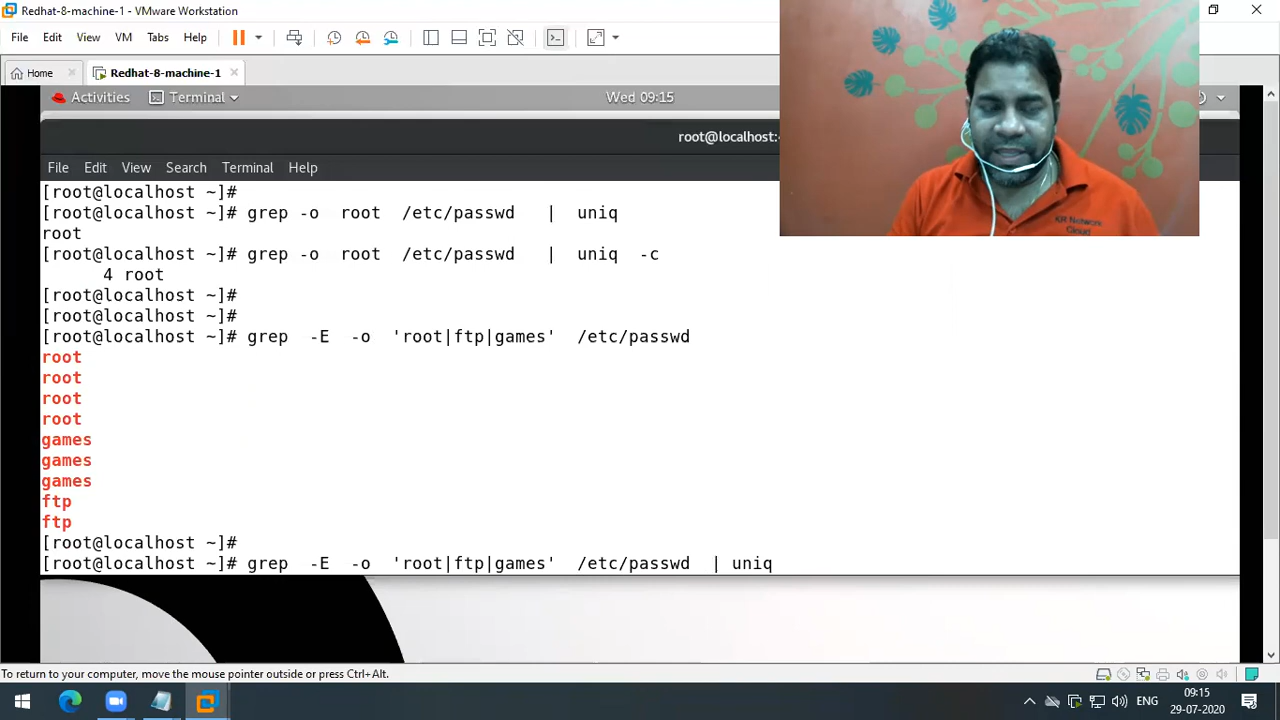 Redhat-8-machine-1 - VMware Workstation
File Edit View VM Tabs Help
Home Redhat-8-machine-1
Activities Terminal Wed 09:15
root@localhost:
File Edit View Search Terminal Help
[root@localhost ~]#
[root@localhost ~]# grep -o root /etc/passwd | uniq
root
[root@localhost ~]# grep -o root /etc/passwd | uniq -c
4 root
[root@localhost ~]#
[root@localhost ~]#
[root@localhost ~]# grep -E -o 'root|ftp|games' /etc/passwd
root
root
root
root
games
games
games
ftp
ftp
[root@localhost ~]#
[root@localhost ~]# grep -E -o 'root|ftp|games' /etc/passwd | uniq
KR Network
Cloud
To return to your computer, move the mouse pointer outside or press Ctrl+Alt.
ENG
09:15
29-07-2020